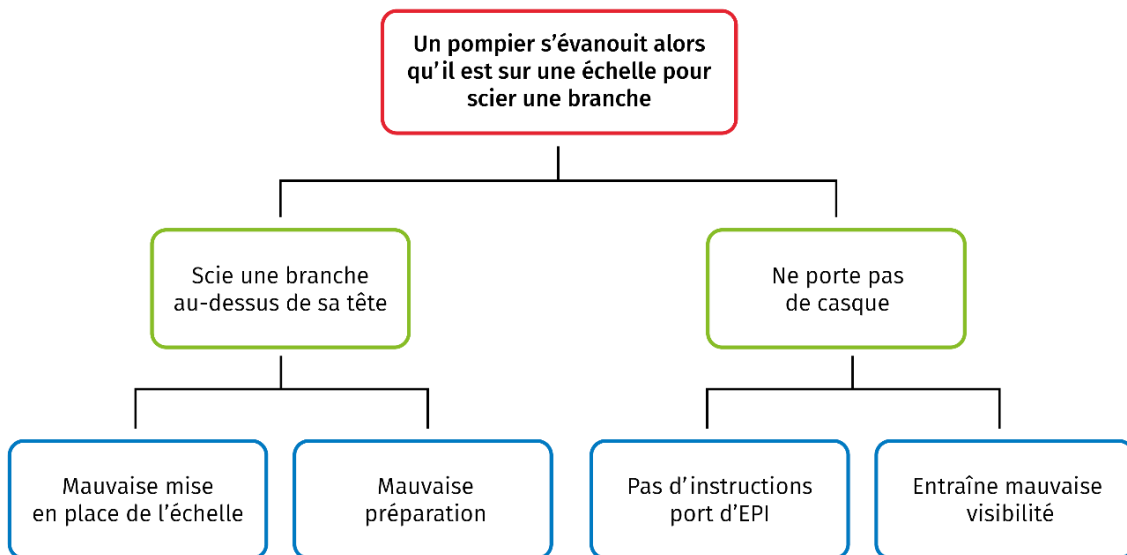 Un pompier s’évanouit alors
qu’il est sur une échelle pour
scier une branche
Scie une branche
au-dessus de sa tête
Ne porte pas
de casque
Mauvaise mise
en place de l’échelle
Mauvaise
préparation
Pas d’instructions
port d’EPI
Entraîne mauvaise
visibilité